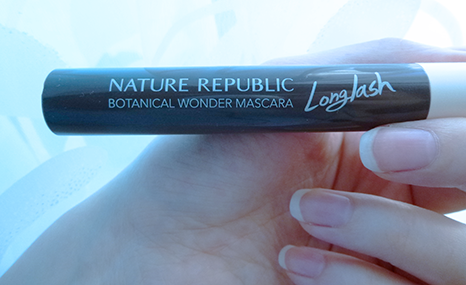 NATURE REPUBLIC
BOTANICAL WONDER MASCARA Longlash